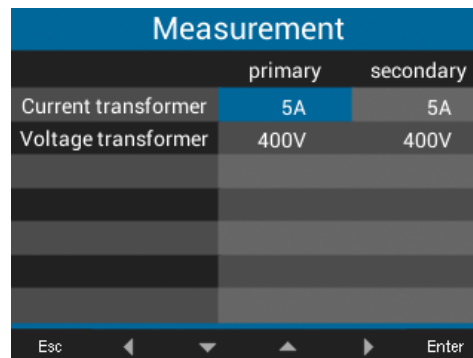 Measurement
primary secondary
Current transformer 5A 5A
Voltage transformer 400V 400V
Esc Enter